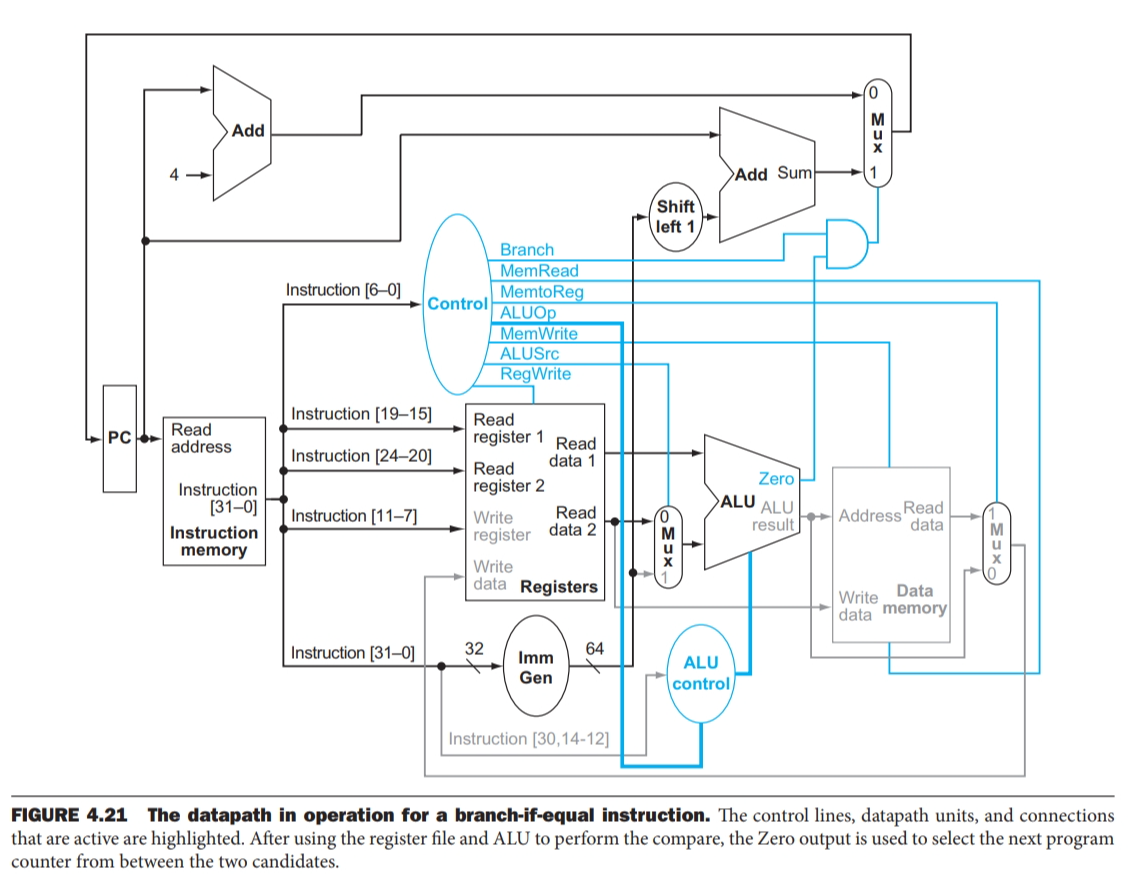 0
M
u
x
1
Add
4
Add Sum
Shift
left 1
Branch
MemRead
MemtoReg
ALUOp
MemWrite
ALUSrc
RegWrite
Control
Instruction [6–0]
PC
Read
address
Instruction
[31–0]
Instruction
memory
Instruction [19–15]
Instruction [24–20]
Instruction [11–7]
Instruction [31–0]
Read
register 1
Read
data 1
Read
register 2
Write
register
Read
data 2
Write
data
Registers
0
M
u
x
1
Zero
ALU
ALU
result
Address
Read
data
Write
data
Data
memory
1
M
u
x
0
32
Imm
Gen
64
ALU
control
Instruction [30,14-12]
FIGURE 4.21 The datapath in operation for a branch-if-equal instruction. The control lines, datapath units, and connections
that are active are highlighted. After using the register file and ALU to perform the compare, the Zero output is used to select the next program
counter from between the two candidates.